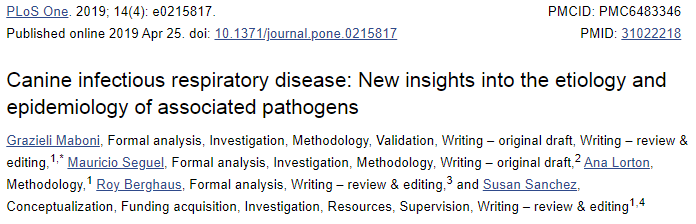 PLoS One. 2019; 14(4): e0215817. PMCID: PMC6483346
Published online 2019 Apr 25. doi: 10.1371/journal.pone.0215817 PMID: 31022218
Canine infectious respiratory disease: New insights into the etiology and
epidemiology of associated pathogens
Grazieli Maboni, Formal analysis, Investigation, Methodology, Validation, Writing – original draft, Writing – review &
editing,1,* Mauricio Seguel, Formal analysis, Investigation, Methodology, Writing – original draft,2 Ana Lorton,
Methodology,1 Roy Berghaus, Formal analysis, Writing – review & editing,3 and Susan Sanchez,
Conceptualization, Funding acquisition, Investigation, Resources, Supervision, Writing – review & editing1,4